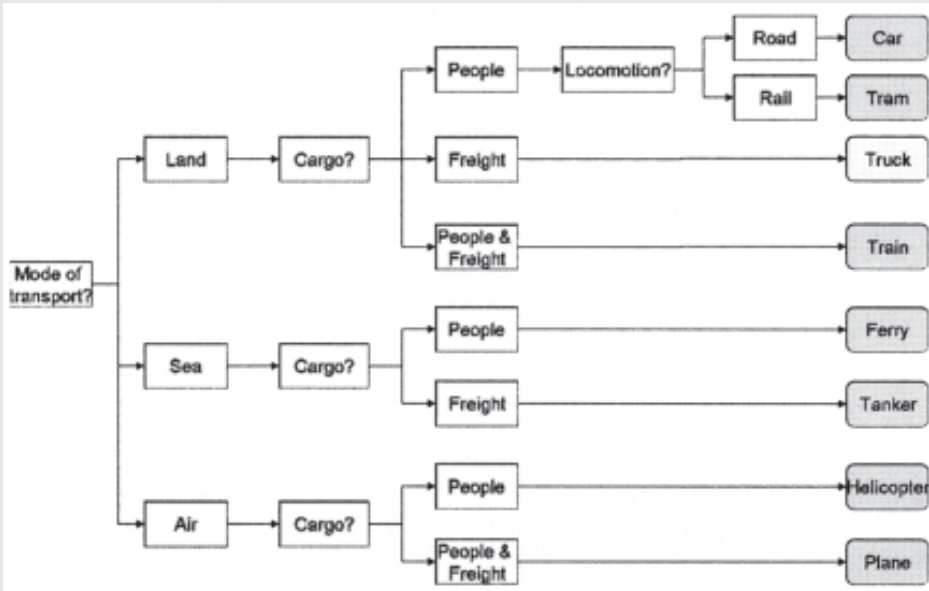 Road
Car
People
Locomotion?
Rail
Tram
Land
Cargo?
Freight
Truck
People &
Freight
Train
Mode of
transport?
People
Ferry
Sea
Cargo?
Freight
Tanker
People
Helicopter
Air
Cargo?
People &
Freight
Plane